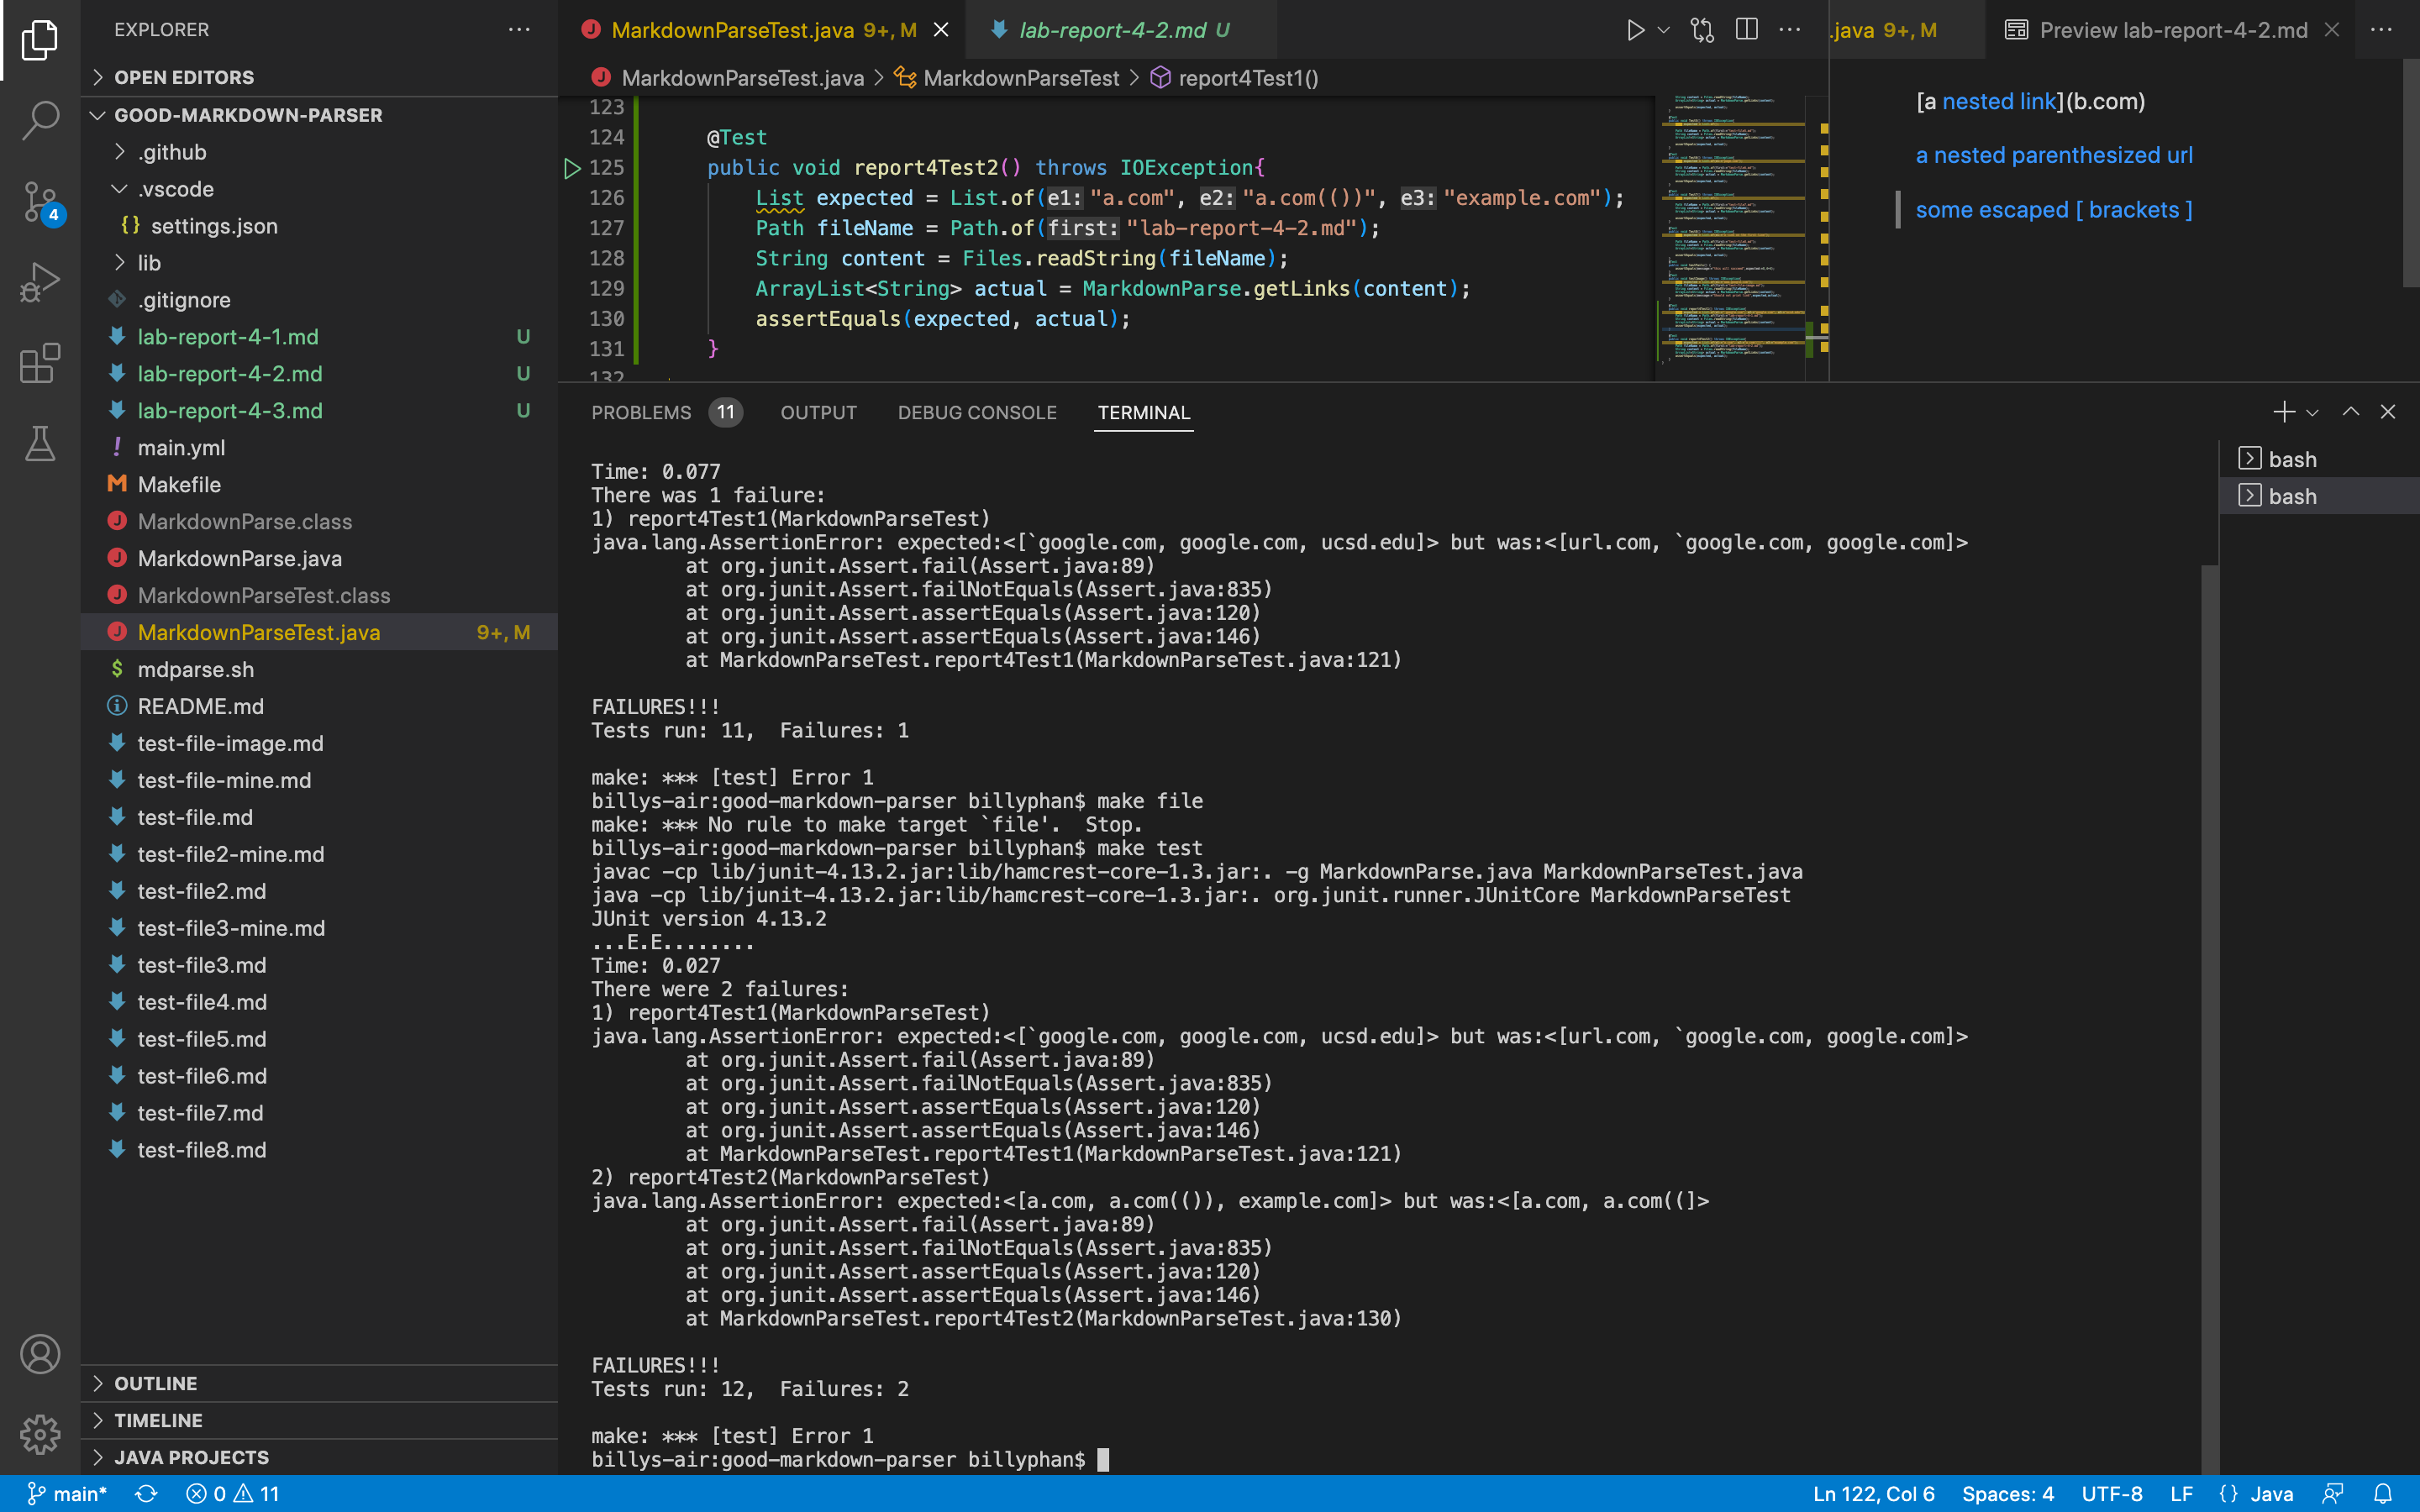 EXPLORER
OPEN EDITORS
GOOD-MARKDOWN-PARSER
.github
.vscode
{} settings.json
lib
.gitignore
lab-report-4-1.md U
lab-report-4-2.md U
lab-report-4-3.md U
! main.yml
M Makefile
J MarkdownParse.class
J MarkdownParse.java
J MarkdownParseTest.class
J MarkdownParseTest.java 9+, M
$ mdparse.sh
README.md
test-file-image.md
test-file-mine.md
test-file.md
test-file2-mine.md
test-file2.md
test-file3-mine.md
test-file3.md
test-file4.md
test-file5.md
test-file6.md
test-file7.md
test-file8.md
OUTLINE
TIMELINE
JAVA PROJECTS
4
J MarkdownParseTest.java 9+, M
lab-report-4-2.md U
.java 9+, M
Preview lab-report-4-2.md
J MarkdownParseTest.java > MarkdownParseTest > report4Test1()
123
124 @Test
125 public void report4Test2() throws IOException{
126 List expected = List.of(e1: "a.com", e2: "a.com(())", e3: "example.com");
127 Path fileName = Path.of(first: "lab-report-4-2.md");
128 String content = Files.readString(fileName);
129 ArrayList<String> actual = MarkdownParse.getLinks(content);
130 assertEquals(expected, actual);
131 }
132
[a nested link](b.com)
a nested parenthesized url
some escaped [ brackets ]
PROBLEMS 11 OUTPUT DEBUG CONSOLE TERMINAL
bash
bash
Time: 0.077
There was 1 failure:
1) report4Test1(MarkdownParseTest)
java.lang.AssertionError: expected:<[`google.com, google.com, ucsd.edu]> but was:<[url.com, `google.com, google.com]>
at org.junit.Assert.fail(Assert.java:89)
at org.junit.Assert.failNotEquals(Assert.java:835)
at org.junit.Assert.assertEquals(Assert.java:120)
at org.junit.Assert.assertEquals(Assert.java:146)
at MarkdownParseTest.report4Test1(MarkdownParseTest.java:121)
FAILURES!!!
Tests run: 11,  Failures: 1
make: *** [test] Error 1
billys-air:good-markdown-parser billyphan$ make file
make: *** No rule to make target `file'.  Stop.
billys-air:good-markdown-parser billyphan$ make test
javac -cp lib/junit-4.13.2.jar:lib/hamcrest-core-1.3.jar:. -g MarkdownParse.java MarkdownParseTest.java
java -cp lib/junit-4.13.2.jar:lib/hamcrest-core-1.3.jar:. org.junit.runner.JUnitCore MarkdownParseTest
JUnit version 4.13.2
...E.E........
Time: 0.027
There were 2 failures:
1) report4Test1(MarkdownParseTest)
java.lang.AssertionError: expected:<[`google.com, google.com, ucsd.edu]> but was:<[url.com, `google.com, google.com]>
at org.junit.Assert.fail(Assert.java:89)
at org.junit.Assert.failNotEquals(Assert.java:835)
at org.junit.Assert.assertEquals(Assert.java:120)
at org.junit.Assert.assertEquals(Assert.java:146)
at MarkdownParseTest.report4Test1(MarkdownParseTest.java:121)
2) report4Test2(MarkdownParseTest)
java.lang.AssertionError: expected:<[a.com, a.com(()), example.com]> but was:<[a.com, a.com((]>
at org.junit.Assert.fail(Assert.java:89)
at org.junit.Assert.failNotEquals(Assert.java:835)
at org.junit.Assert.assertEquals(Assert.java:120)
at org.junit.Assert.assertEquals(Assert.java:146)
at MarkdownParseTest.report4Test2(MarkdownParseTest.java:130)
FAILURES!!!
Tests run: 12,  Failures: 2
make: *** [test] Error 1
billys-air:good-markdown-parser billyphan$
main* 0 11
Ln 122, Col 6 Spaces: 4 UTF-8 LF {} Java